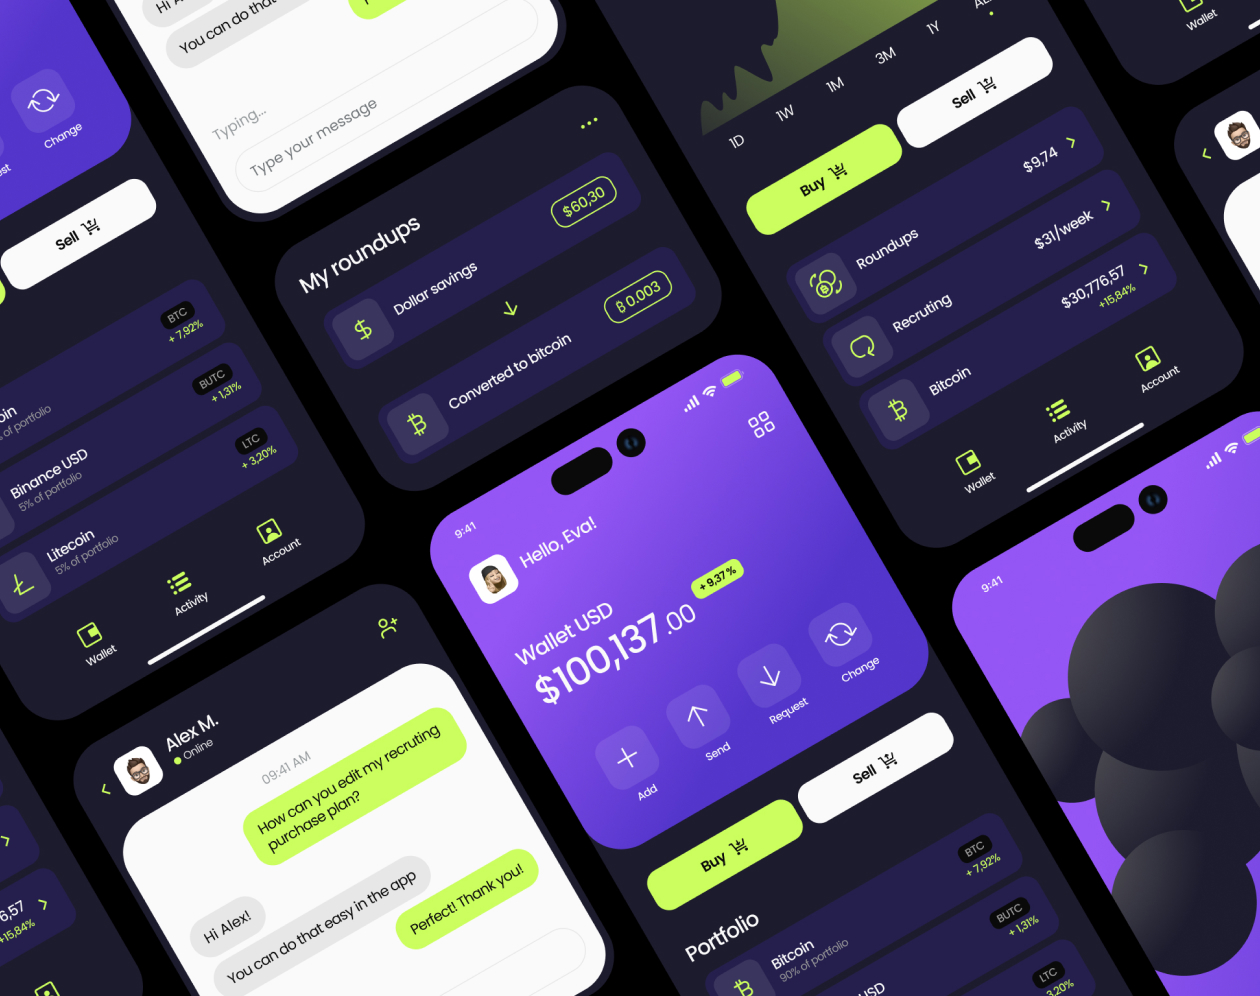 Change
Sell
BTC
+ 7,92%
BUTC
+ 1,31%
LTC
+ 3,20%
Binance USD
5% of portfolio
Litecoin
5% of portfolio
Wallet
Activity
Account
You can do that
Typing...
Type your message
My roundups
Dollar savings
$60,30
Converted to bitcoin
₿ 0.003
1D
1W
1M
3M
1Y
Buy
Sell
Roundups
$9,74
Recruting
$31/week
Bitcoin
$30,776,57
+15,84%
Wallet
Activity
Account
Wallet
Alex M.
Online
09:41 AM
How can you edit my recruting
purchase plan?
Hi Alex!
You can do that easy in the app
Perfect! Thank you!
9:41
Hello, Eva!
Wallet USD
$100,137.00
+ 9,37%
Add
Send
Request
Change
Buy
Sell
Portfolio
Bitcoin
90% of portfolio
BTC
+ 7,92%
BUTC
+ 1,31%
USD
LTC
3,20%
9:41
6,57
+15,84%